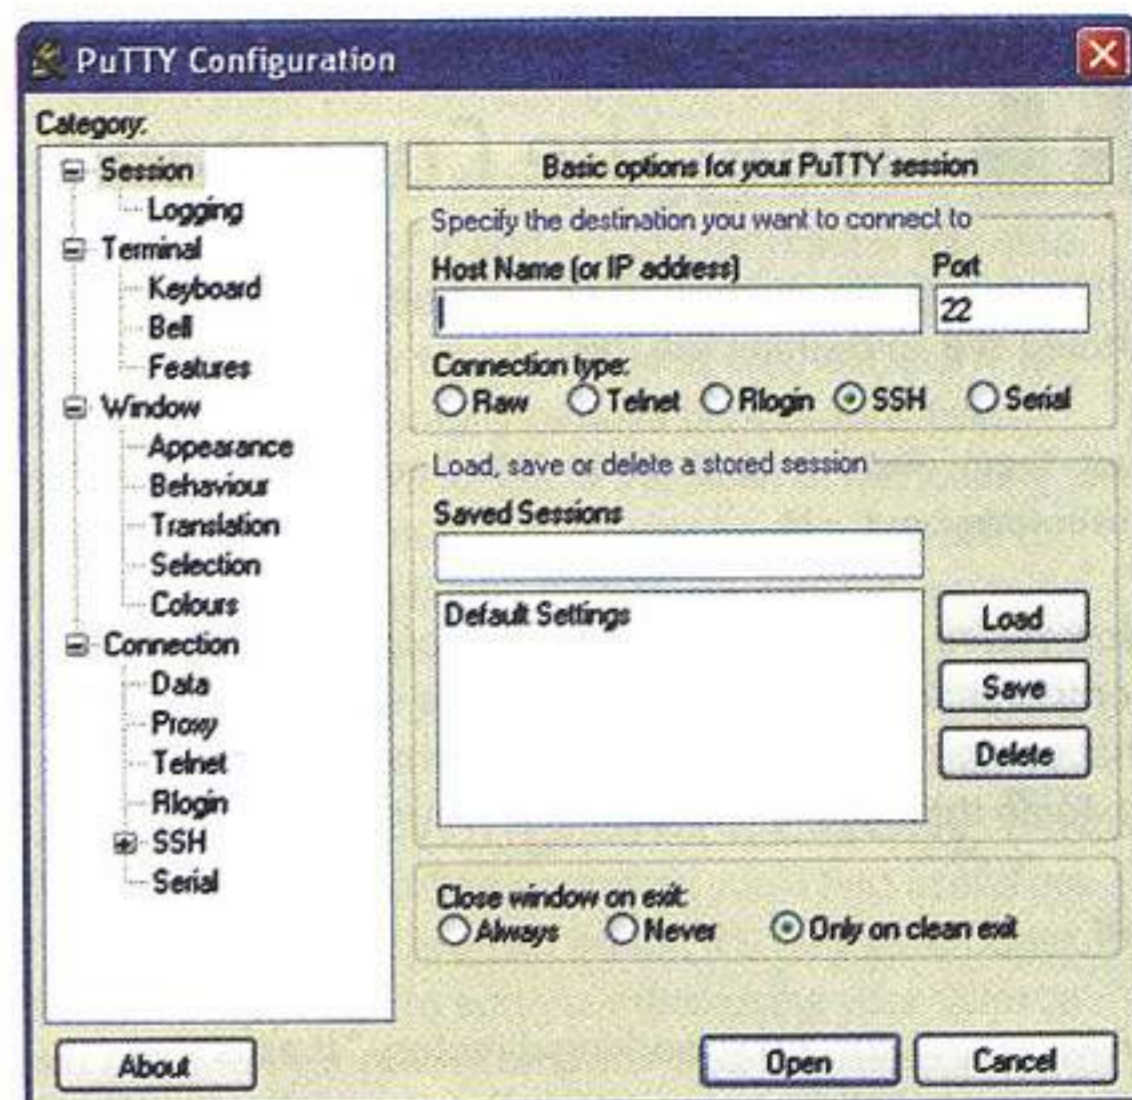 PuTTY Configuration
Category:
Session
Logging
Terminal
Keyboard
Bell
Features
Window
Appearance
Behaviour
Translation
Selection
Colours
Connection
Data
Proxy
Telnet
Rlogin
SSH
Serial
Basic options for your PuTTY session
Specify the destination you want to connect to
Host Name (or IP address) Port
22
Connection type:
Raw Telnet Rlogin SSH Serial
Load, save or delete a stored session
Saved Sessions
Default Settings
Load
Save
Delete
Close window on exit:
Always Never Only on clean exit
About Open Cancel